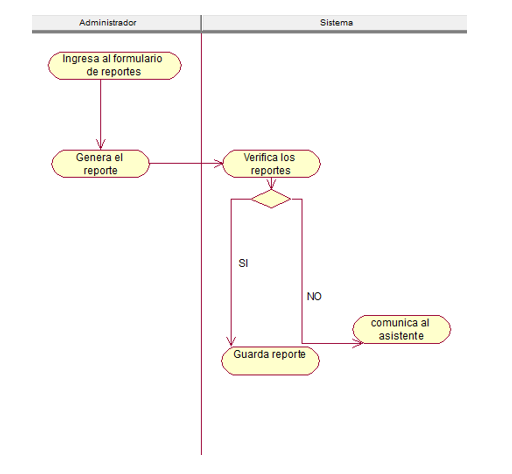 Administrador
Sistema
Ingresa al formulario
de reportes
Genera el
reporte
Verifica los
reportes
SI
NO
comunica al
asistente
Guarda reporte